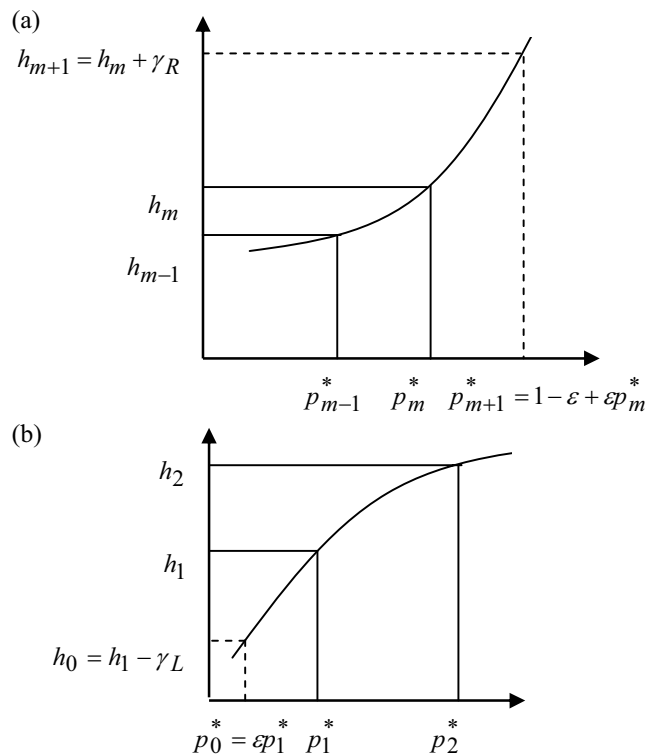 (a)
h_{m+1} = h_m + γ_R
h_m
h_{m−1}
p*_{m−1} p*_m p*_{m+1} = 1 − ε + εp*_m
(b)
h_2
h_1
h_0 = h_1 − γ_L
p*_0 = εp*_1 p*_1 p*_2